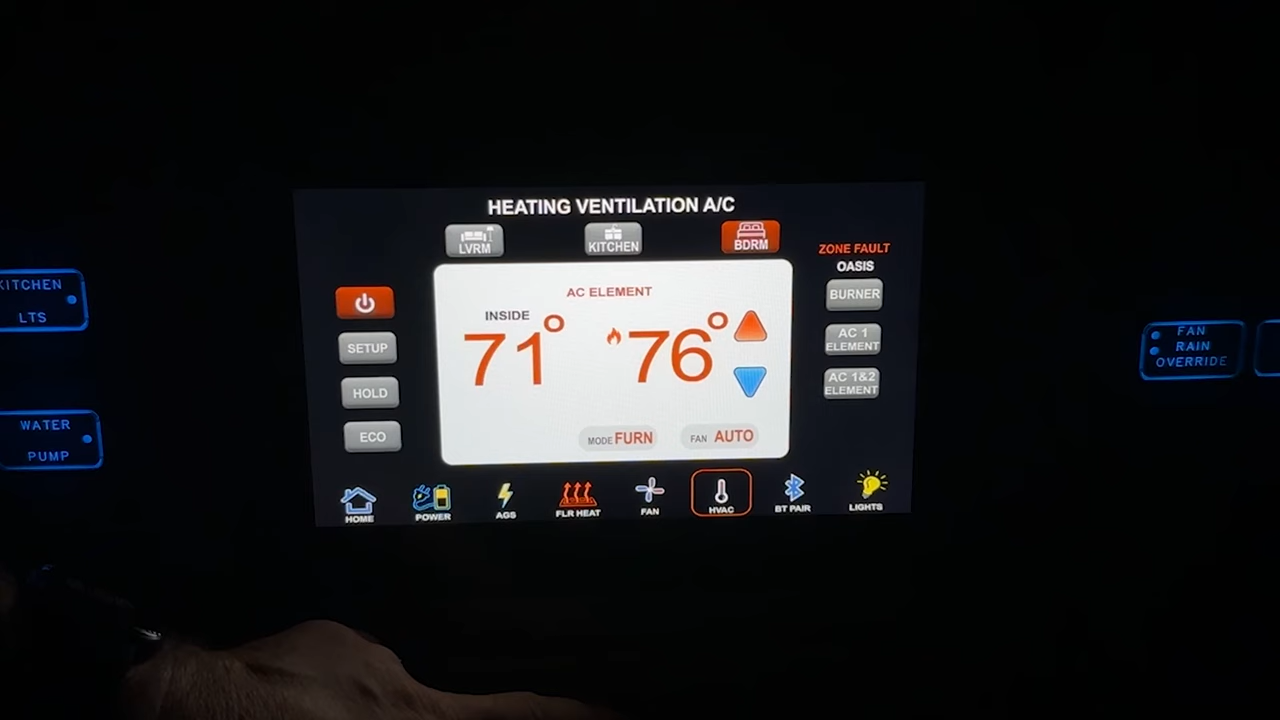 HEATING VENTILATION A/C
LVRM
KITCHEN
BDRM
ZONE FAULT
OASIS
BURNER
AC 1
ELEMENT
AC 1&2
ELEMENT
SETUP
HOLD
ECO
AC ELEMENT
INSIDE
71°
76°
MODE FURN
FAN AUTO
HOME
POWER
AGS
FLR HEAT
FAN
HVAC
BT PAIR
LIGHTS
KITCHEN
LTS
WATER
PUMP
FAN
RAIN
OVERRIDE